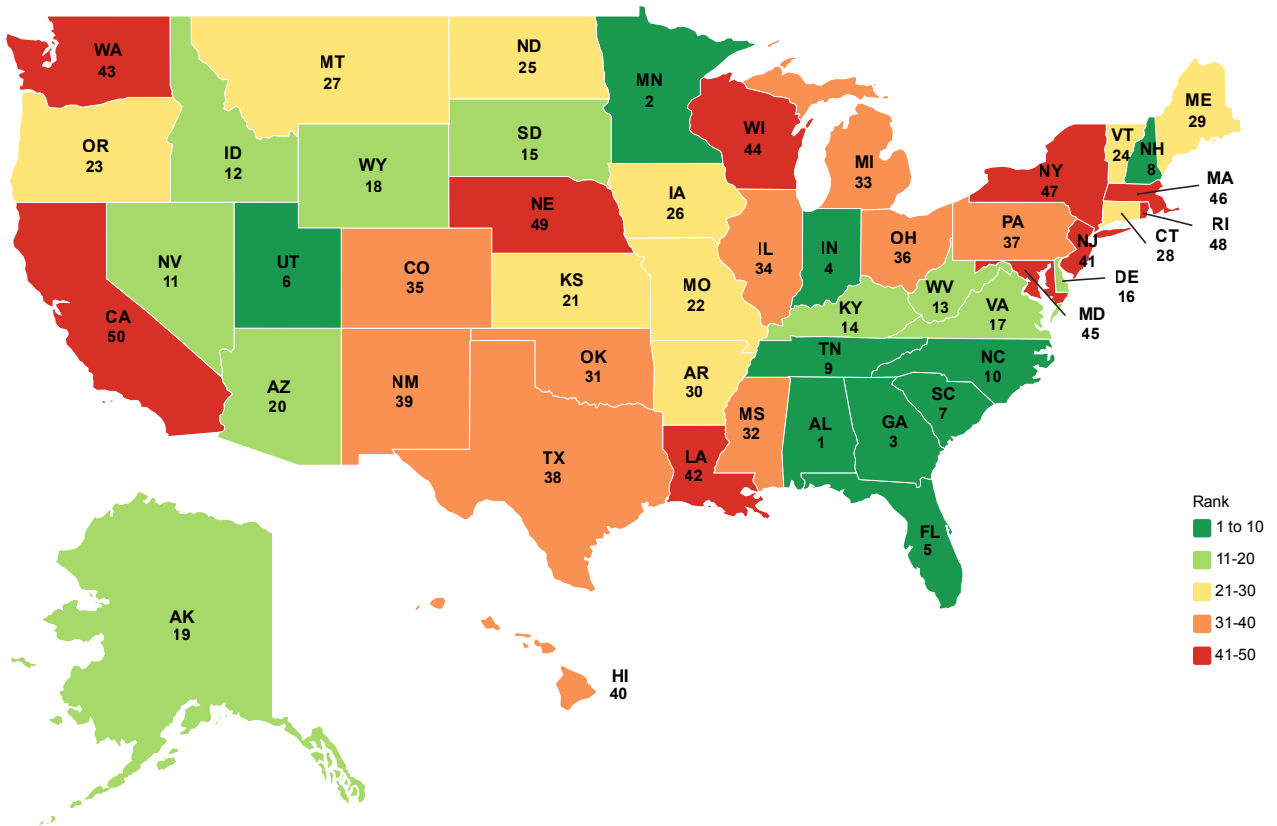 WA
43
MT
27
ND
25
MN
2
OR
23
ID
12
WY
18
SD
15
WI
44
MI
33
ME
29
VT
24
NH
8
NY
47
MA
46
RI
48
CT
28
NE
49
IA
26
PA
37
NJ
41
NV
11
UT
6
CO
35
KS
21
MO
22
IL
34
IN
4
OH
36
WV
13
VA
17
DE
16
MD
45
CA
50
KY
14
AZ
20
NM
39
OK
31
AR
30
TN
9
NC
10
SC
7
TX
38
LA
42
MS
32
AL
1
GA
3
FL
5
AK
19
HI
40
Rank
1 to 10
11-20
21-30
31-40
41-50